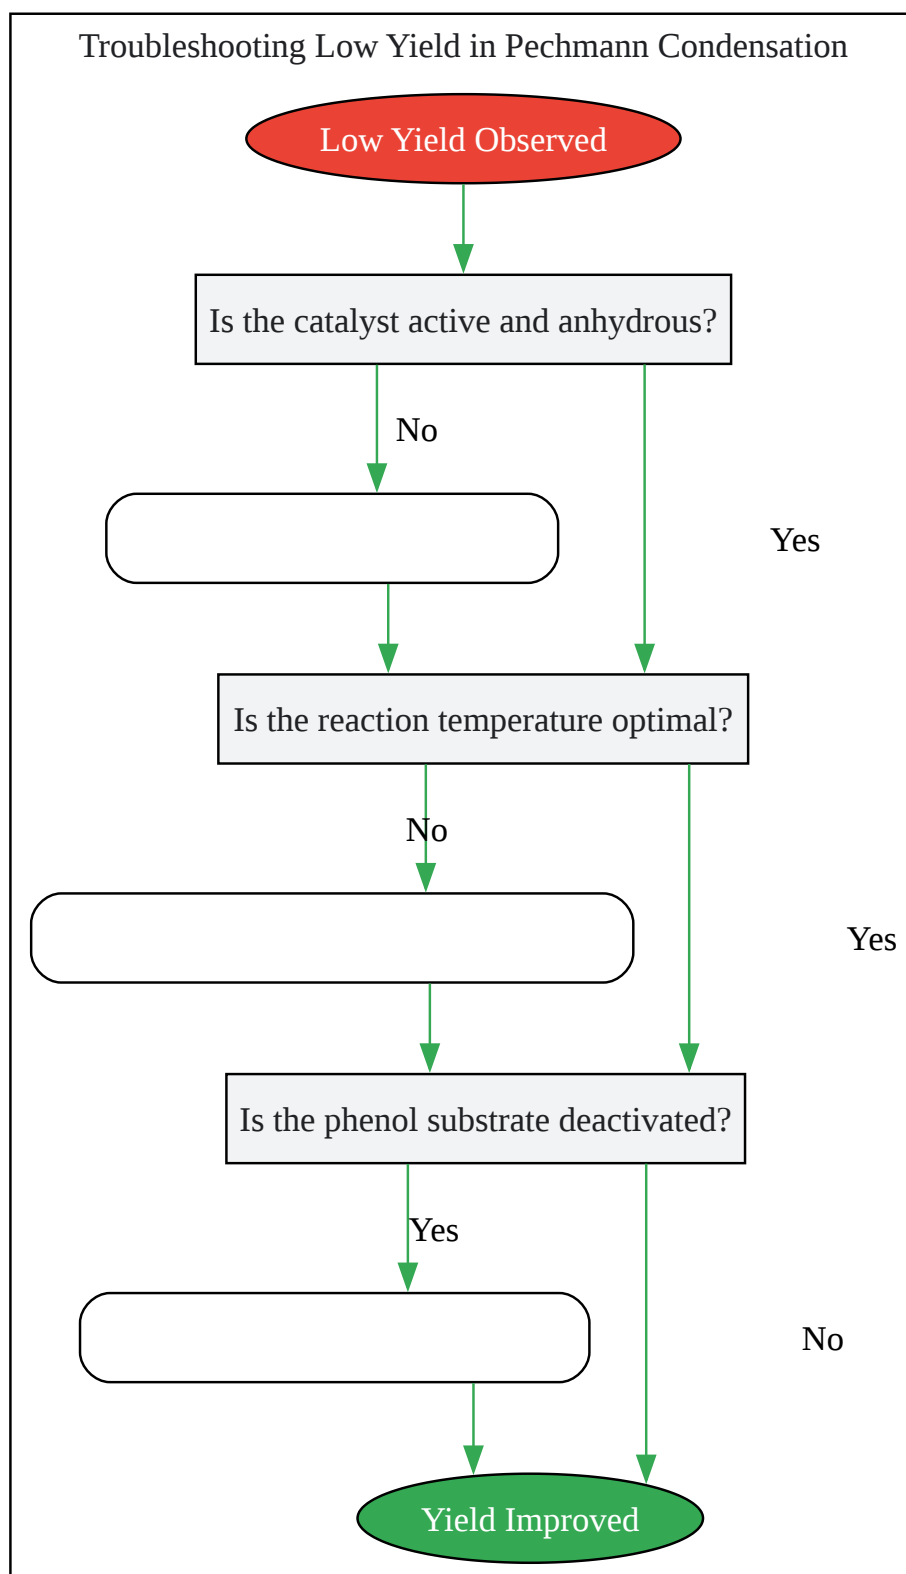 Troubleshooting Low Yield in Pechmann Condensation
Low Yield Observed
Is the catalyst active and anhydrous?
No
Yes
Is the reaction temperature optimal?
No
Yes
Is the phenol substrate deactivated?
Yes
No
Yield Improved